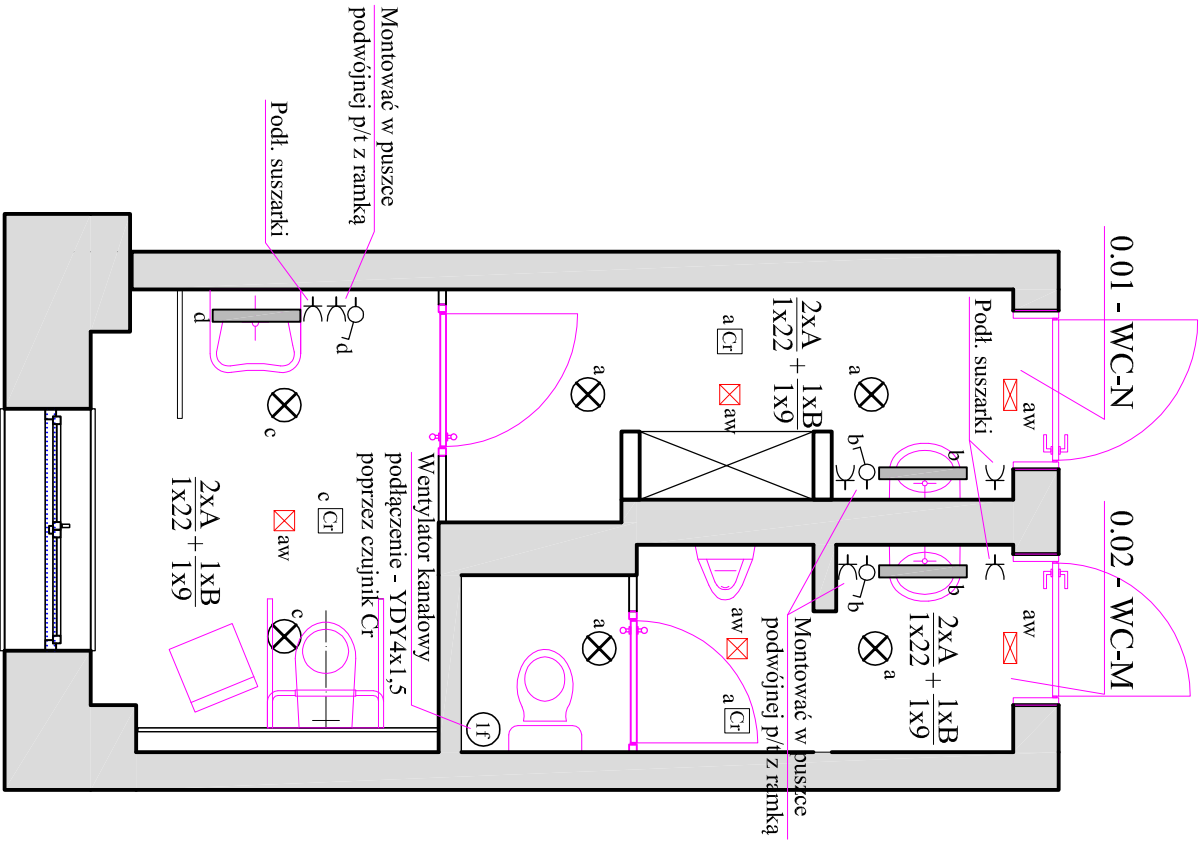 0.01 - WC-N
0.02 - WC-M
aw
aw
Podł. suszarki
b
b
b
b
a
a
2xA + 1xB
1x22   1x9
2xA + 1xB
1x22   1x9
a Cr
aw
aw
a Cr
Montować w puszce
podwójnej p/t z ramką
a
a
1f
Wentylator kanałowy
podłączenie - YDY4x1,5
poprzez czujnik Cr
Montować w puszce
podwójnej p/t z ramką
Podł. suszarki
d
d
c
c Cr
aw
c
2xA + 1xB
1x22   1x9